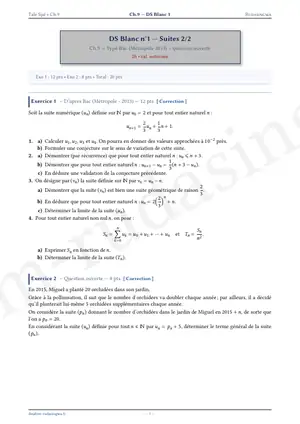 Tale Spé • Ch.9
Ch.9 — DS Blanc 1
DS Blanc n°1 — Suites 2/2
Ch.9 • Type Bac (Métropole 2013) + question ouverte
2h • cal. autorisée
Exo 1 : 12 pts • Exo 2 : 8 pts • Total : 20 pts
Exercice 1 – D'après Bac (Métropole - 2013) – 12 pts [ Correction ]
Soit la suite numérique (uₙ) définie sur ℕ par u₀ = 2 et pour tout entier naturel n :
uₙ₊₁ = 2/3 uₙ + 1/3 n + 1
1. a) Calculer u₁, u₂, u₃ et u₄. On pourra en donner des valeurs approchées à 10⁻² près.
b) Formuler une conjecture sur le sens de variation de cette suite.
2. a) Démontrer (par récurrence) que pour tout entier naturel n : uₙ ⩽ n + 3.
b) Démontrer que pour tout entier naturel n : uₙ₊₁ − uₙ = 1/3 (n + 3 − uₙ).
c) En déduire une validation de la conjecture précédente.
3. On désigne par (vₙ) la suite définie sur ℕ par vₙ = uₙ − n.
a) Démontrer que la suite (vₙ) est bien une suite géométrique de raison 2/3.
b) En déduire que pour tout entier naturel n : uₙ = 2(2/3)ⁿ + n.
c) Déterminer la limite de la suite (uₙ).
4. Pour tout entier naturel non nul n, on pose :
Sₙ = ∑ₖ₌₀ⁿ uₖ = u₀ + u₁ + ⋯ + uₙ et Tₙ = Sₙ/n².
a) Exprimer Sₙ en fonction de n.
b) Déterminer la limite de la suite (Tₙ).
Exercice 2 – Question ouverte – 8 pts [ Correction ]
En 2015, Miguel a planté 20 orchidées dans son jardin.
Grâce à la pollinisation, il sait que le nombre d'orchidées va doubler chaque année ; par ailleurs, il a décidé
qu'il planterait lui-même 5 orchidées supplémentaires chaque année.
On considère la suite (pₙ) donnant le nombre d'orchidées dans le jardin de Miguel en 2015 + n, de sorte que
l'on a p₀ = 20.
En considérant la suite (uₙ) définie pour tout n ∈ ℕ par uₙ = pₙ + 5, déterminer le terme général de la suite
(pₙ).
— 1 —